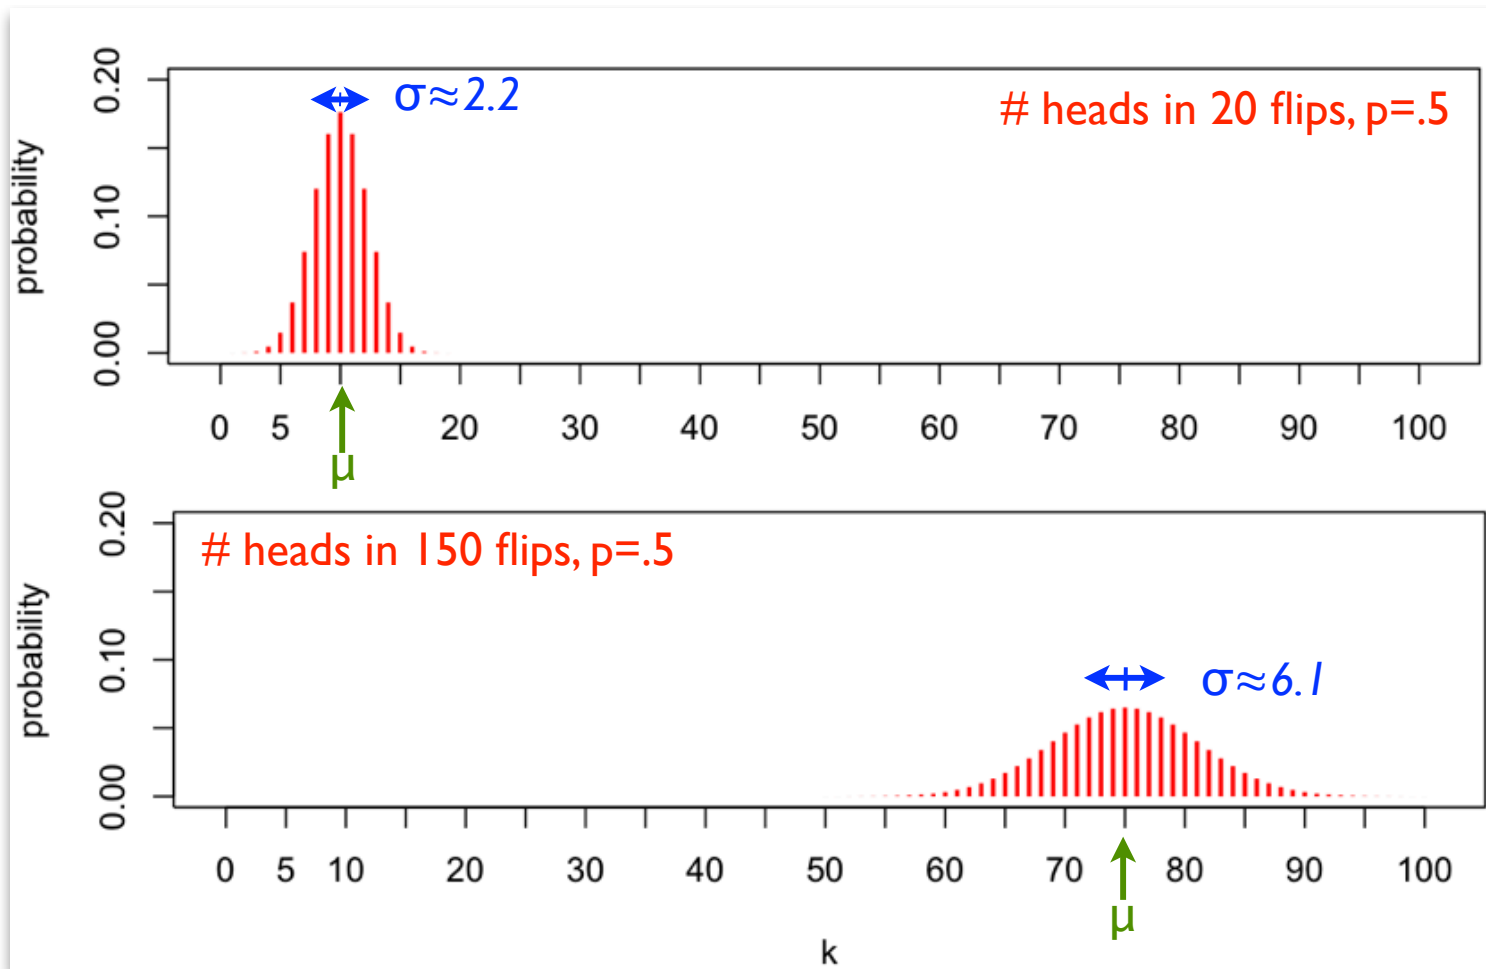 0.20
σ≈2.2
# heads in 20 flips, p=.5
probability
0.10
0.00
0 5 20 30 40 50 60 70 80 90 100
μ
0.20
# heads in 150 flips, p=.5
probability
0.10
σ≈6.1
0.00
0 5 10 20 30 40 50 60 70 80 90 100
μ
k